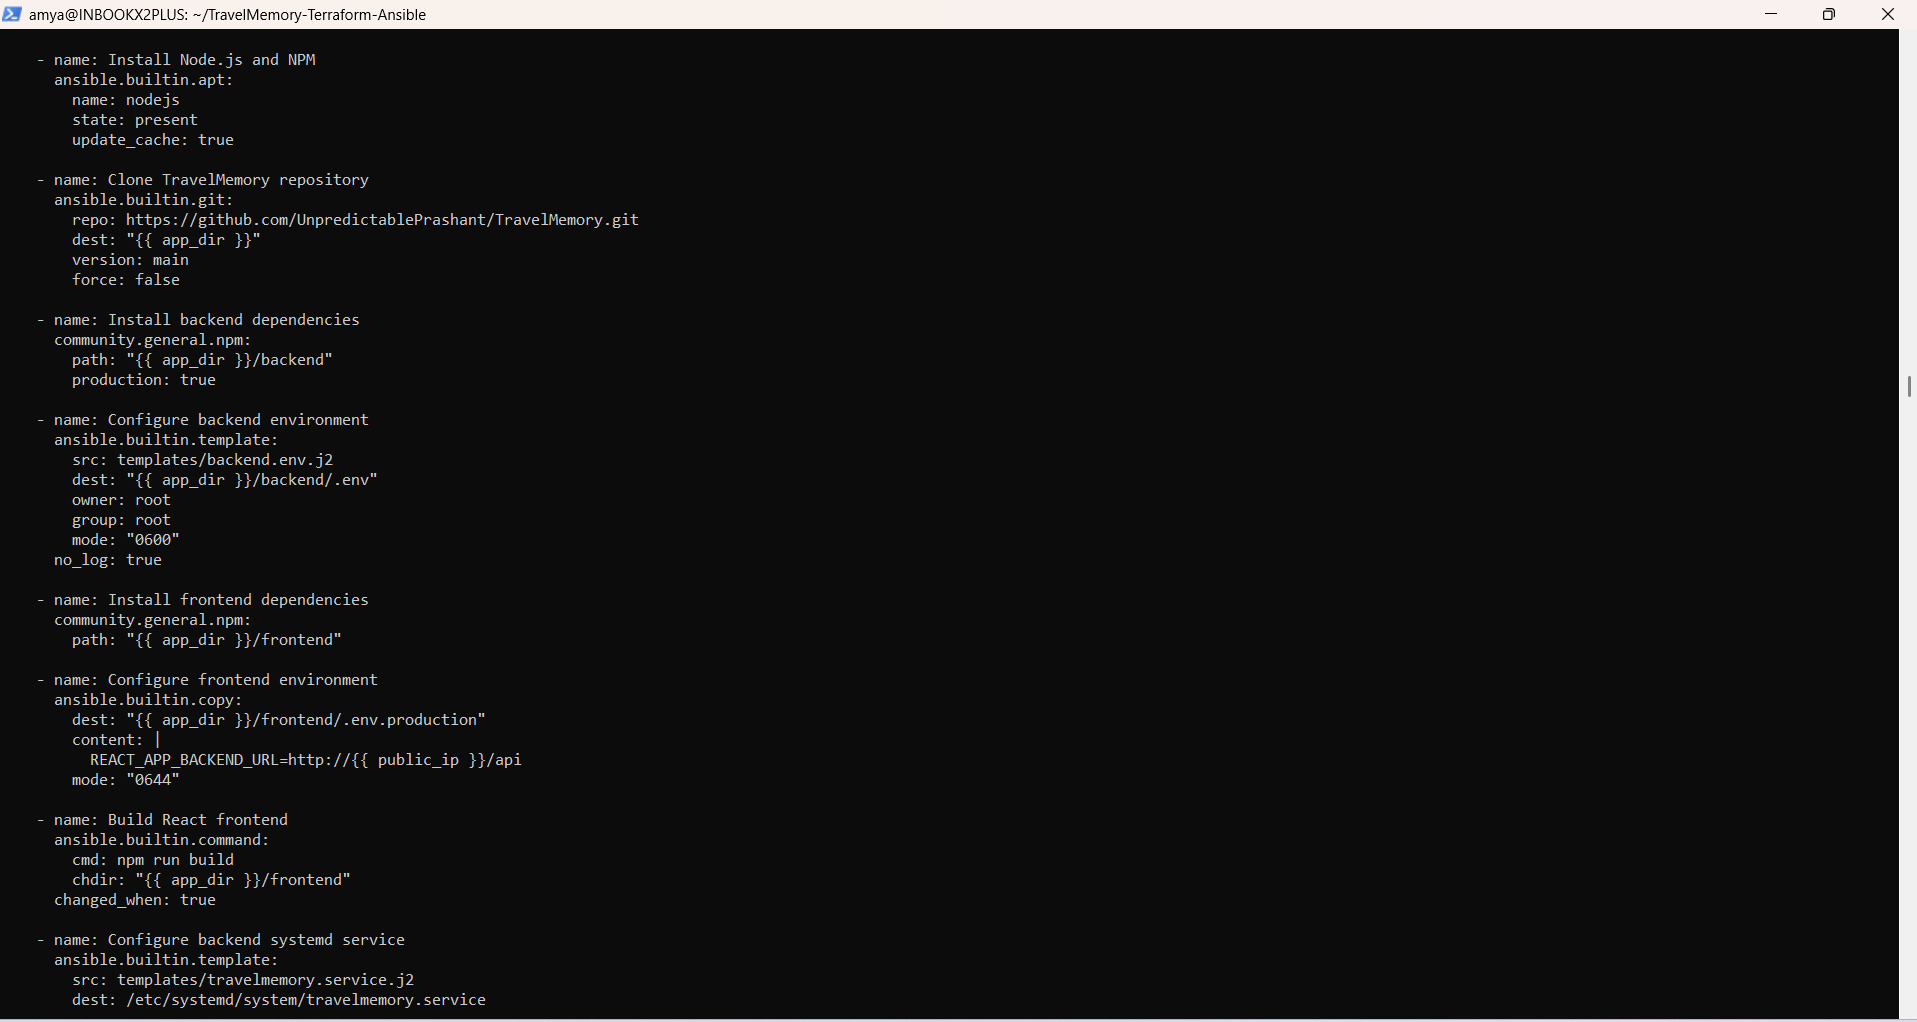 amya@INBOOKX2PLUS: ~/TravelMemory-Terraform-Ansible
- name: Install Node.js and NPM
  ansible.builtin.apt:
    name: nodejs
    state: present
    update_cache: true

- name: Clone TravelMemory repository
  ansible.builtin.git:
    repo: https://github.com/UnpredictablePrashant/TravelMemory.git
    dest: "{{ app_dir }}"
    version: main
    force: false

- name: Install backend dependencies
  community.general.npm:
    path: "{{ app_dir }}/backend"
    production: true

- name: Configure backend environment
  ansible.builtin.template:
    src: templates/backend.env.j2
    dest: "{{ app_dir }}/backend/.env"
    owner: root
    group: root
    mode: "0600"
  no_log: true

- name: Install frontend dependencies
  community.general.npm:
    path: "{{ app_dir }}/frontend"

- name: Configure frontend environment
  ansible.builtin.copy:
    dest: "{{ app_dir }}/frontend/.env.production"
    content: |
      REACT_APP_BACKEND_URL=http://{{ public_ip }}/api
    mode: "0644"

- name: Build React frontend
  ansible.builtin.command:
    cmd: npm run build
    chdir: "{{ app_dir }}/frontend"
  changed_when: true

- name: Configure backend systemd service
  ansible.builtin.template:
    src: templates/travelmemory.service.j2
    dest: /etc/systemd/system/travelmemory.service